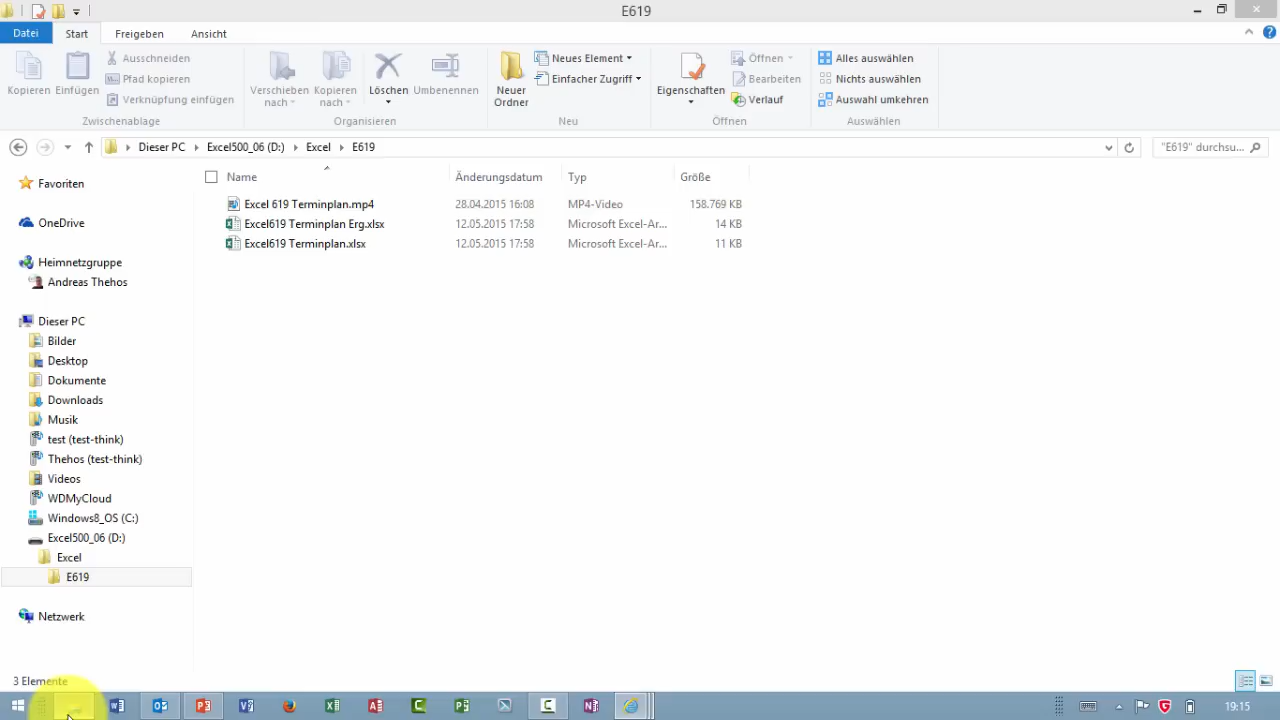 E619
Datei Start Freigeben Ansicht
Kopieren
Einfügen
Ausschneiden
Pfad kopieren
Verknüpfung einfügen
Zwischenablage
Verschieben
nach
Kopieren
nach
Löschen
Umbenennen
Organisieren
Neuer
Ordner
Neues Element
Einfacher Zugriff
Neu
Eigenschaften
Öffnen
Bearbeiten
Verlauf
Öffnen
Alles auswählen
Nichts auswählen
Auswahl umkehren
Auswählen
Dieser PC Excel500_06 (D:) Excel E619
"E619" durchsu...
Name Änderungsdatum Typ Größe
Excel 619 Terminplan.mp4 28.04.2015 16:08 MP4-Video 158.769 KB
Excel619 Terminplan Erg.xlsx 12.05.2015 17:58 Microsoft Excel-Ar... 14 KB
Excel619 Terminplan.xlsx 12.05.2015 17:58 Microsoft Excel-Ar... 11 KB
Favoriten
OneDrive
Heimnetzgruppe
Andreas Thehos
Dieser PC
Bilder
Desktop
Dokumente
Downloads
Musik
test (test-think)
Thehos (test-think)
Videos
WDMyCloud
Windows8_OS (C:)
Excel500_06 (D:)
Excel
E619
Netzwerk
3 Elemente
19:15